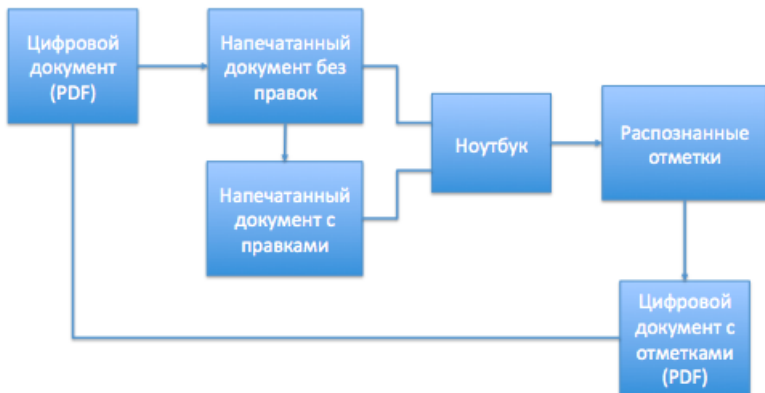 Цифровой
документ
(PDF)
Напечатанный
документ без
правок
Напечатанный
документ с
правками
Ноутбук
Распознанные
отметки
Цифровой
документ с
отметками
(PDF)